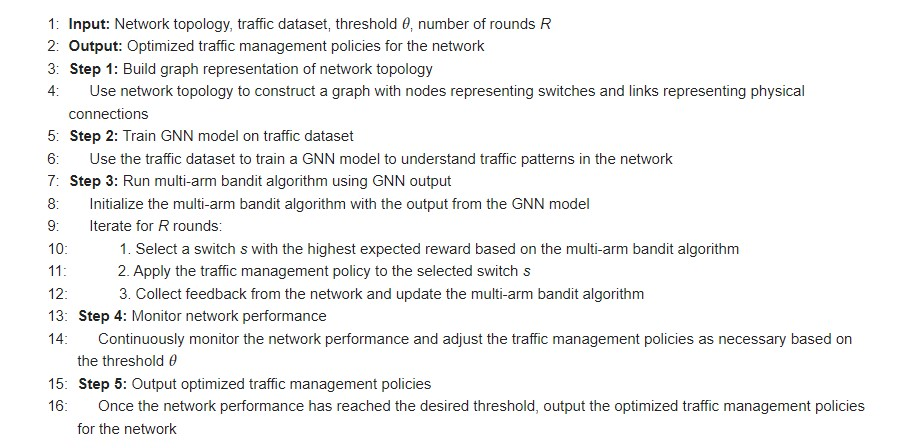 1: Input: Network topology, traffic dataset, threshold θ, number of rounds R
2: Output: Optimized traffic management policies for the network
3: Step 1: Build graph representation of network topology
4: Use network topology to construct a graph with nodes representing switches and links representing physical
connections
5: Step 2: Train GNN model on traffic dataset
6: Use the traffic dataset to train a GNN model to understand traffic patterns in the network
7: Step 3: Run multi-arm bandit algorithm using GNN output
8: Initialize the multi-arm bandit algorithm with the output from the GNN model
9: Iterate for R rounds:
10: 1. Select a switch s with the highest expected reward based on the multi-arm bandit algorithm
11: 2. Apply the traffic management policy to the selected switch s
12: 3. Collect feedback from the network and update the multi-arm bandit algorithm
13: Step 4: Monitor network performance
14: Continuously monitor the network performance and adjust the traffic management policies as necessary based on
the threshold θ
15: Step 5: Output optimized traffic management policies
16: Once the network performance has reached the desired threshold, output the optimized traffic management policies
for the network